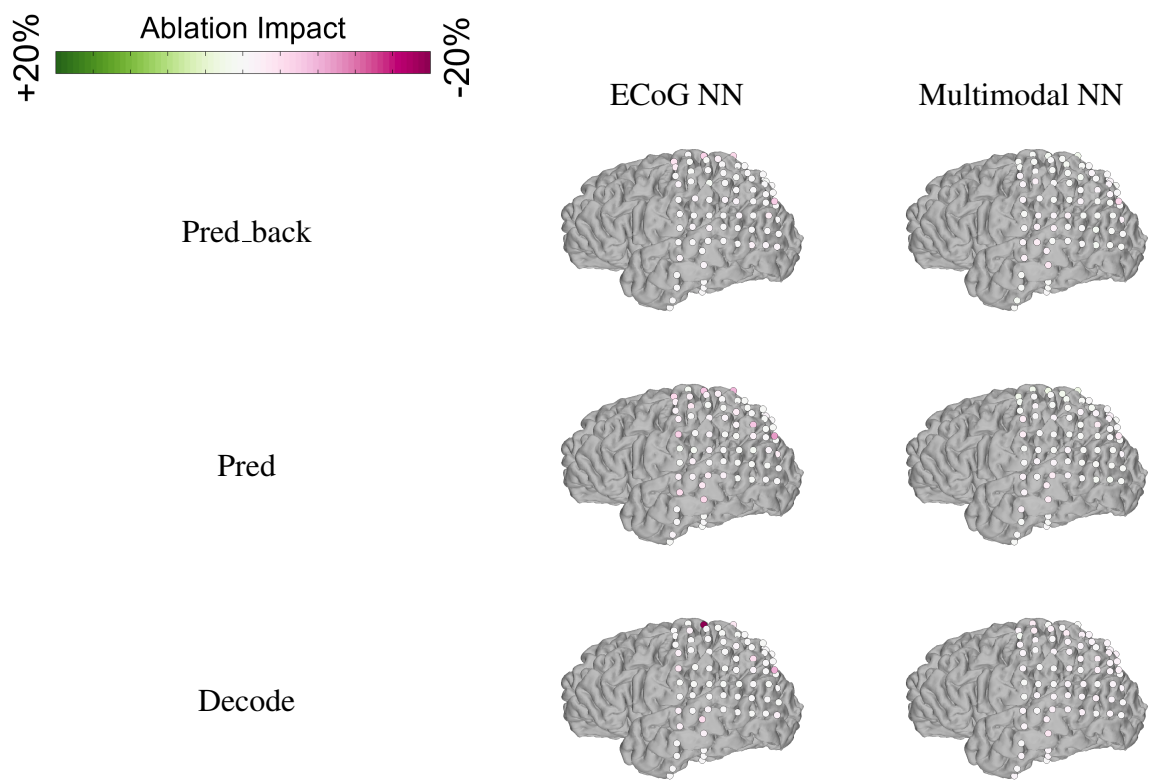 Ablation Impact
+20%
-20%
ECoG NN
Multimodal NN
Pred_back
Pred
Decode